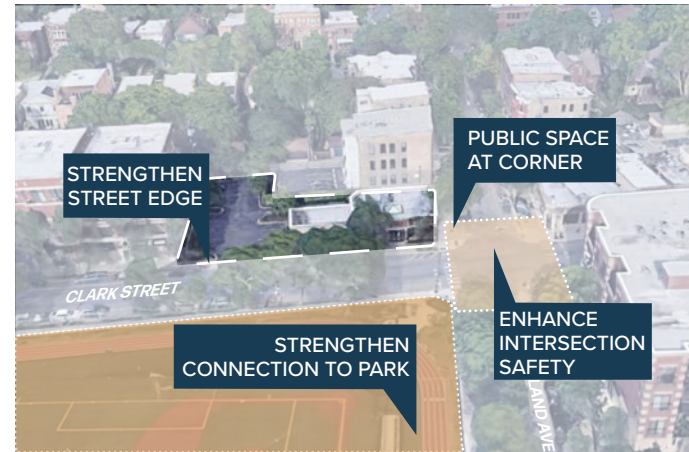 PUBLIC SPACE
AT CORNER
STRENGTHEN
STREET EDGE
CLARK STREET
ENHANCE
INTERSECTION
SAFETY
STRENGTHEN
CONNECTION TO PARK